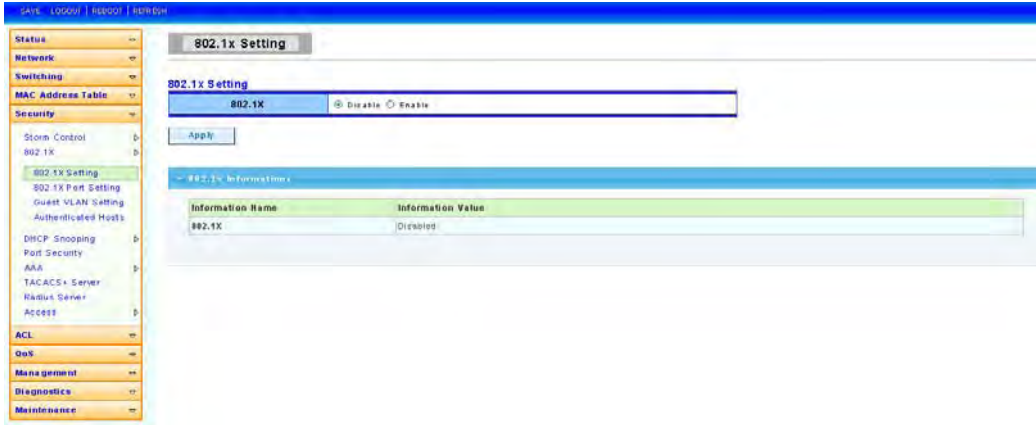 SAVE LOGOUT | REBOOT | REFRESH
Status
Network
Switching
MAC Address Table
Security
Storm Control
802.1X
802.1X Setting
802.1X Port Setting
Guest VLAN Setting
Authenticated Hosts
DHCP Snooping
Port Security
AAA
TACACS+ Server
Radius Server
Access
ACL
QoS
Management
Diagnostics
Maintenance
802.1x Setting
802.1x Setting
802.1X Disable Enable
Apply
802.1x Informations
Information Name Information Value
802.1X Disabled